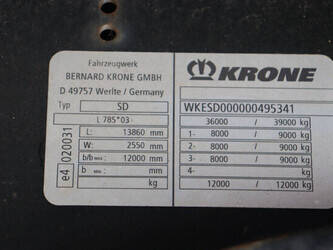 Fahrzeugwerk
BERNARD KRONE GMBH
D 49757 Werlte / Germany
Typ SD
L 785*03
L: 13860 mm
W: 2550 mm
b/b max: 12000 mm
b mm
kg
e4 020031
KRONE
WKESD000000495341
36000 / 39000 kg
1- 8000 / 9000 kg
2- 8000 / 9000 kg
3- 8000 / 9000 kg
4- kg
12000 / 12000 kg